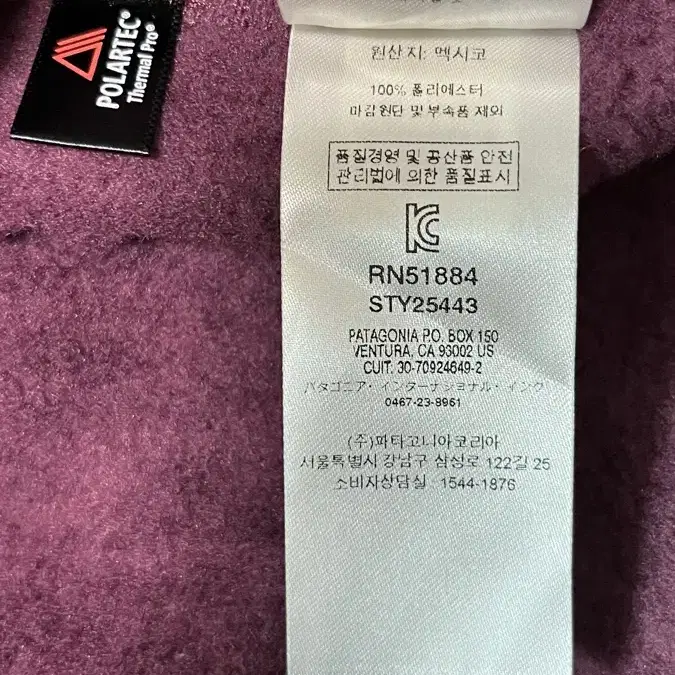 POLARTEC®
Thermal Pro®
원산지: 멕시코
100% 폴리에스터
마감원단 및 부속품 제외
품질경영 및 공산품 안전
관리법에 의한 품질표시
RN51884
STY25443
PATAGONIA P.O. BOX 150
VENTURA, CA 93002 US
CUIT. 30-70924649-2
パタゴニア・インターナショナル・インク
0467-23-8961
(주)파타고니아코리아
서울특별시 강남구 삼성로 122길 25
소비자상담실 1544-1876